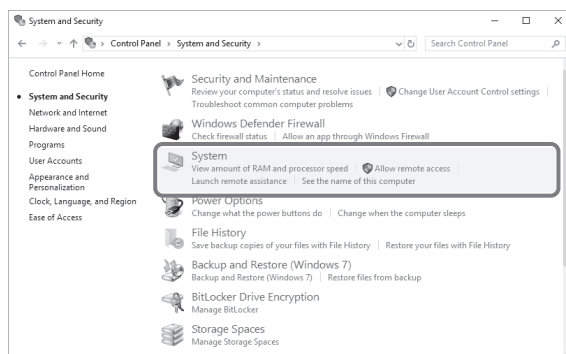 System and Security
Control Panel > System and Security >
Search Control Panel
Control Panel Home
System and Security
Network and Internet
Hardware and Sound
Programs
User Accounts
Appearance and
Personalization
Clock, Language, and Region
Ease of Access
Security and Maintenance
Review your computer's status and resolve issues | Change User Account Control settings |
Troubleshoot common computer problems
Windows Defender Firewall
Check firewall status | Allow an app through Windows Firewall
System
View amount of RAM and processor speed | Allow remote access |
Launch remote assistance | See the name of this computer
Power Options
Change what the power buttons do | Change when the computer sleeps
File History
Save backup copies of your files with File History | Restore your files with File History
Backup and Restore (Windows 7)
Backup and Restore (Windows 7) | Restore files from backup
BitLocker Drive Encryption
Manage BitLocker
Storage Spaces
Manage Storage Spaces